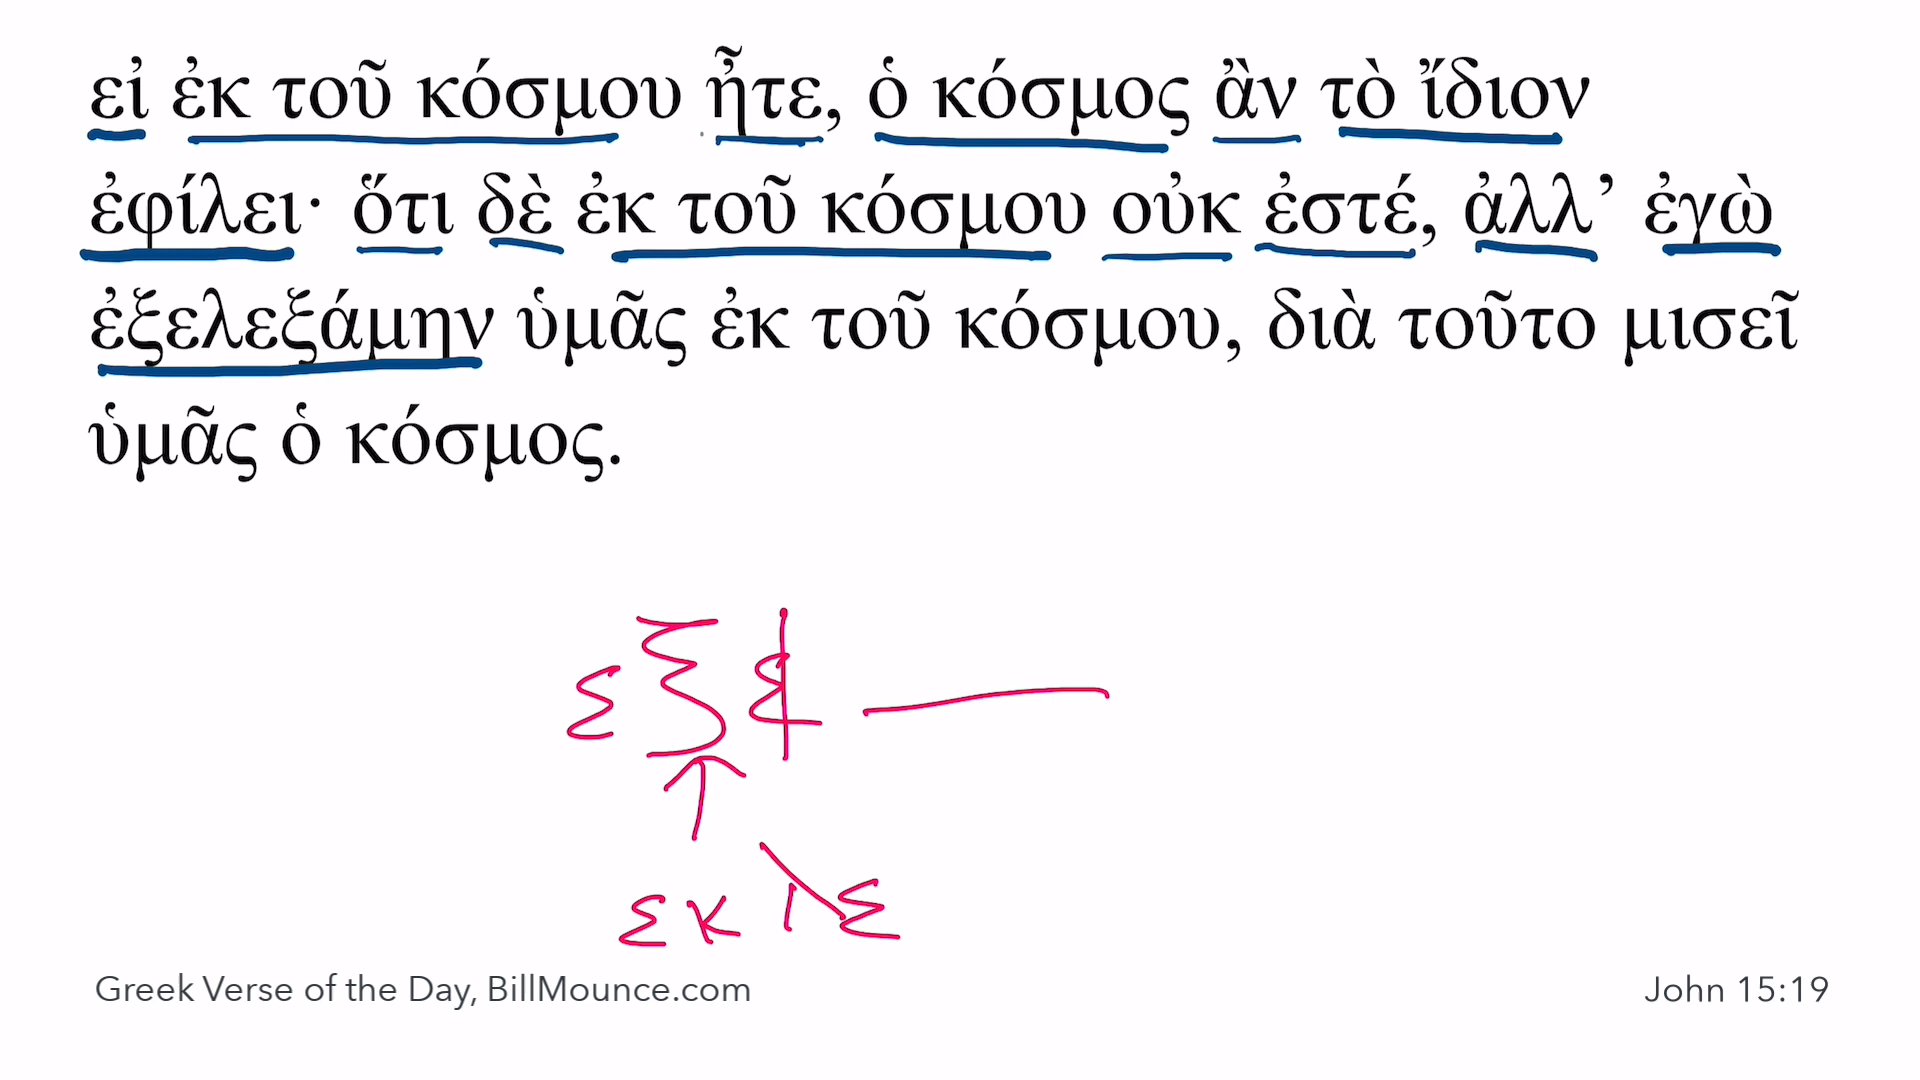 εἰ ἐκ τοῦ κόσμου ἦτε, ὁ κόσμος ἂν τὸ ἴδιον
ἐφίλει· ὅτι δὲ ἐκ τοῦ κόσμου οὐκ ἐστέ, ἀλλ’ ἐγὼ
ἐξελεξάμην ὑμᾶς ἐκ τοῦ κόσμου, διὰ τοῦτο μισεῖ
ὑμᾶς ὁ κόσμος.
ε ξ ε
εκ λε
Greek Verse of the Day, BillMounce.com
John 15:19